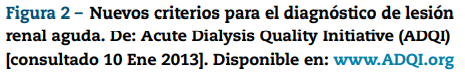 Figura 2 – Nuevos criterios para el diagnóstico de lesión
renal aguda. De: Acute Dialysis Quality Initiative (ADQI)
[consultado 10 Ene 2013]. Disponible en: www.ADQI.org